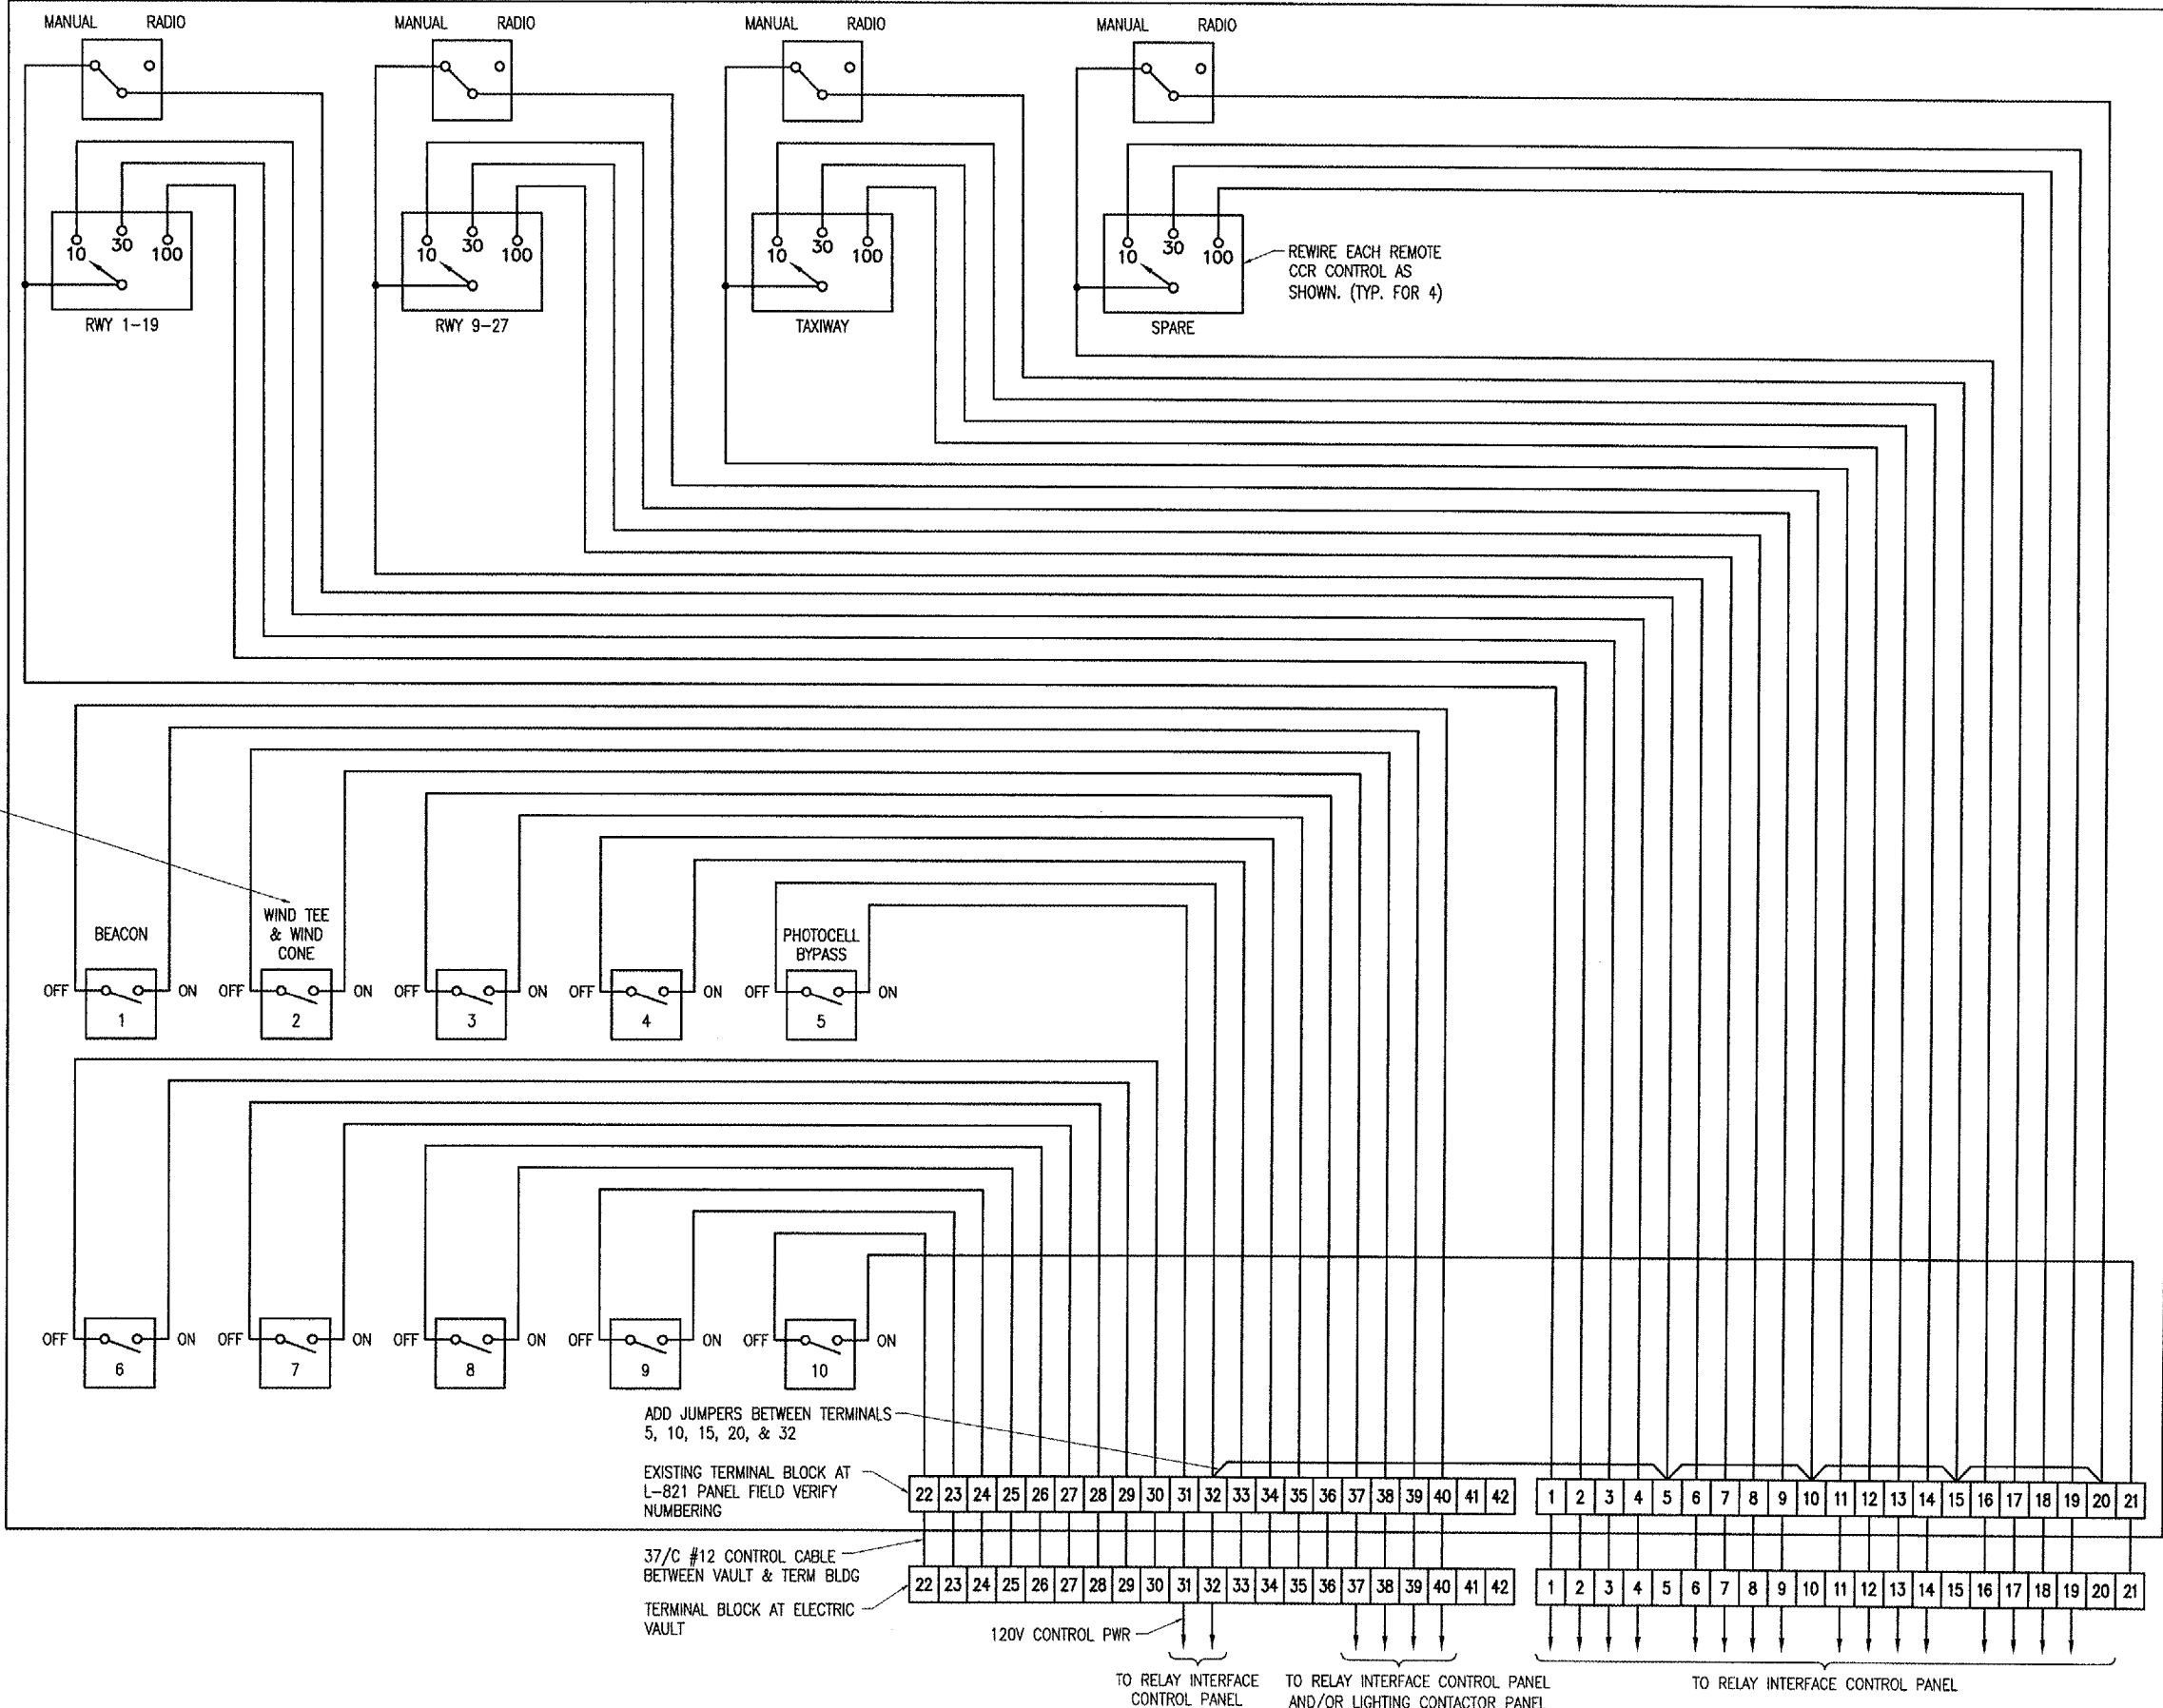 MANUAL RADIO MANUAL RADIO MANUAL RADIO MANUAL RADIO
10 30 100 10 30 100 10 30 100 10 30 100
REWIRE EACH REMOTE
CCR CONTROL AS
SHOWN. (TYP. FOR 4)
RWY 1-19 RWY 9-27 TAXIWAY SPARE
BEACON
WIND TEE
& WIND
CONE
PHOTOCELL
BYPASS
OFF ON OFF ON OFF ON OFF ON OFF ON
1 2 3 4 5
OFF ON OFF ON OFF ON OFF ON OFF ON
6 7 8 9 10
ADD JUMPERS BETWEEN TERMINALS
5, 10, 15, 20, & 32
EXISTING TERMINAL BLOCK AT
L-821 PANEL FIELD VERIFY
NUMBERING
22 23 24 25 26 27 28 29 30 31 32 33 34 35 36 37 38 39 40 41 42 1 2 3 4 5 6 7 8 9 10 11 12 13 14 15 16 17 18 19 20 21
37/C #12 CONTROL CABLE
BETWEEN VAULT & TERM BLDG
22 23 24 25 26 27 28 29 30 31 32 33 34 35 36 37 38 39 40 41 42 1 2 3 4 5 6 7 8 9 10 11 12 13 14 15 16 17 18 19 20 21
TERMINAL BLOCK AT ELECTRIC
VAULT
120V CONTROL PWR
TO RELAY INTERFACE
CONTROL PANEL
TO RELAY INTERFACE CONTROL PANEL
AND/OR LIGHTING CONTACTOR PANEL
TO RELAY INTERFACE CONTROL PANEL